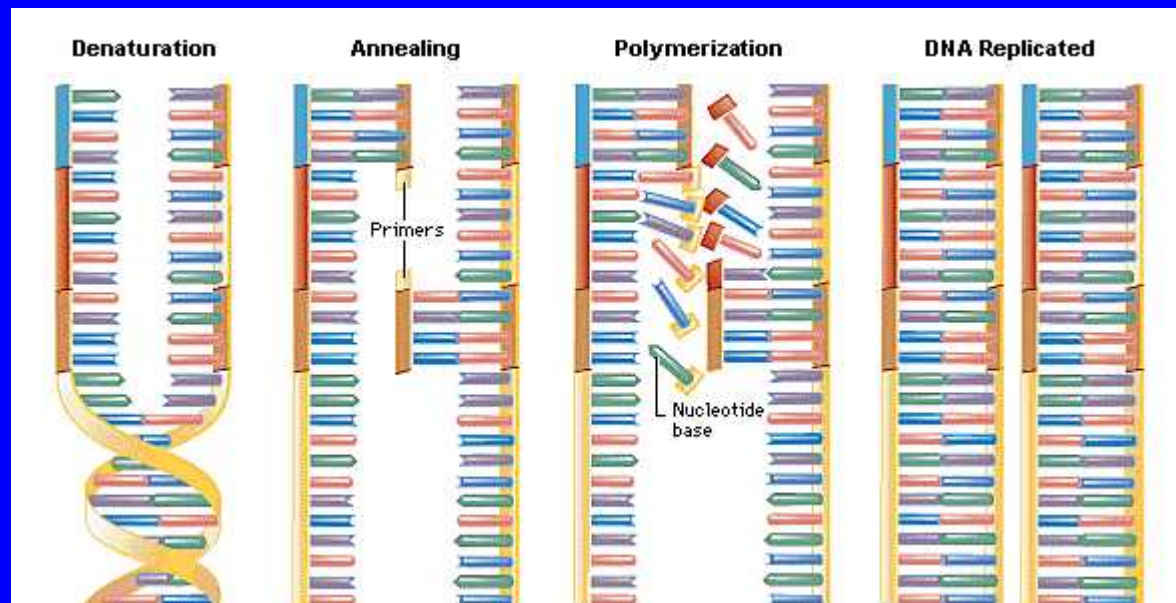 Denaturation
Annealing
Polymerization
DNA Replicated
Primers
Nucleotide
base